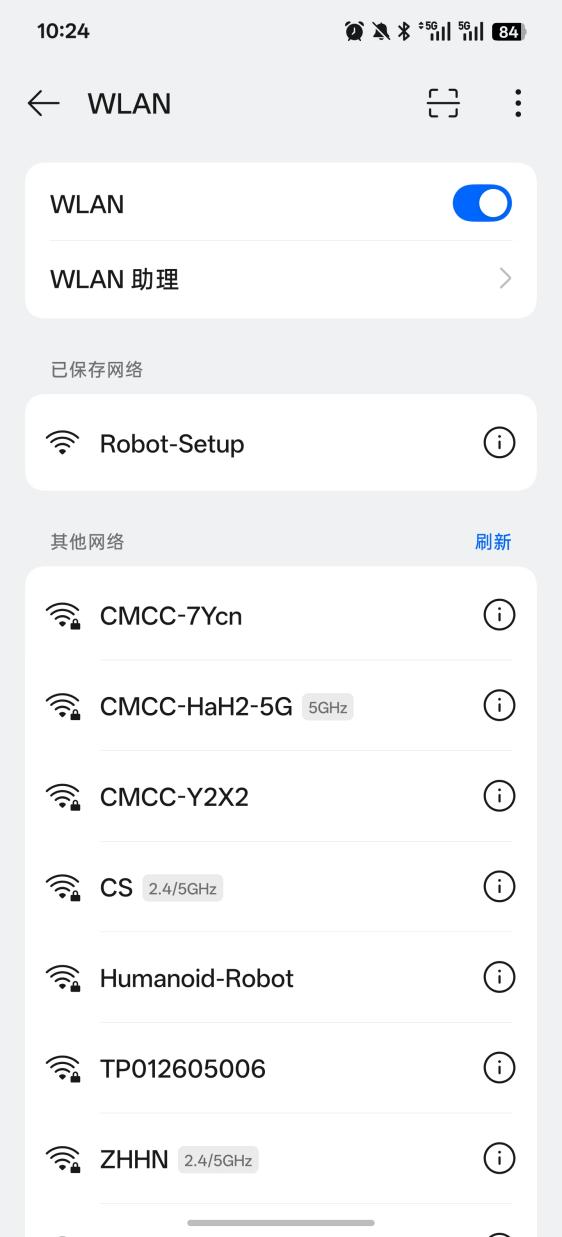 10:24
5G 5G 84
WLAN
WLAN
WLAN 助理
已保存网络
Robot-Setup
其他网络 刷新
CMCC-7Ycn
CMCC-HaH2-5G 5GHz
CMCC-Y2X2
CS 2.4/5GHz
Humanoid-Robot
TP012605006
ZHHN 2.4/5GHz